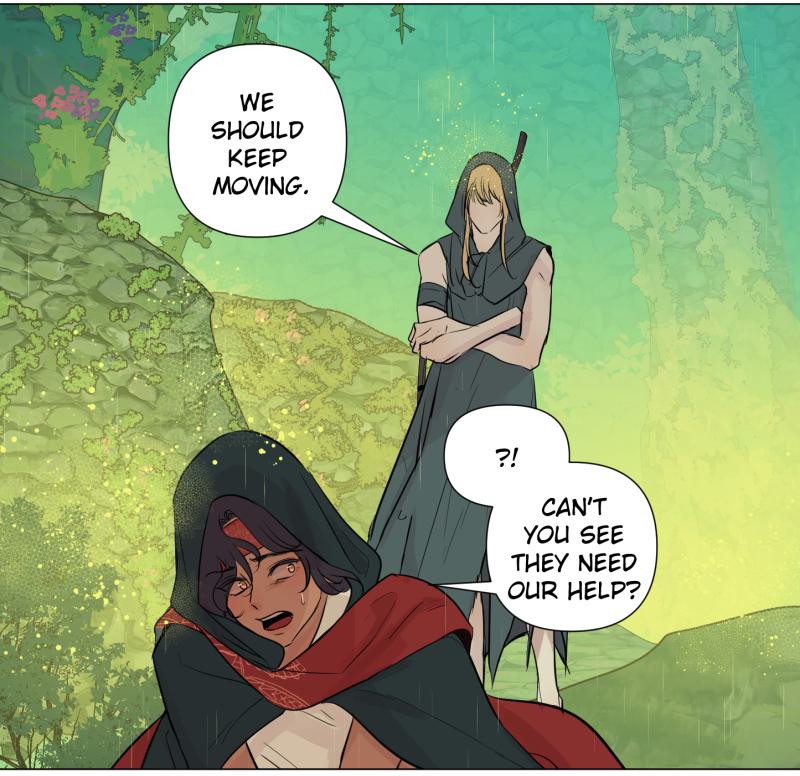 WE
SHOULD
KEEP
MOVING.
?!
CAN'T
YOU SEE
THEY NEED
OUR HELP?